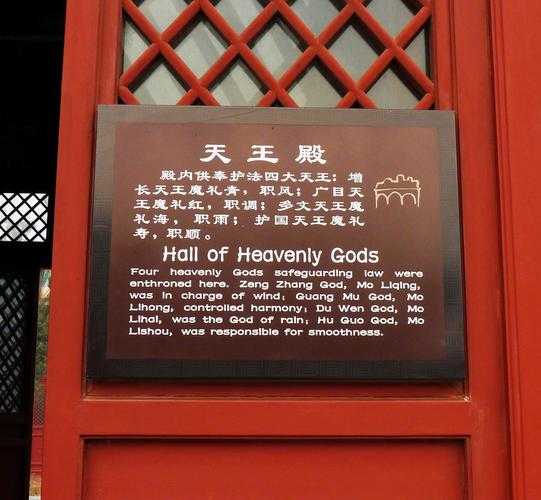 天王殿
殿内供奉护法四大天王：增
长天王魔礼青，职风；广目天
王魔礼红，职调；多文天王魔
礼海，职雨；护国天王魔礼
寿，职顺。
Hall of Heavenly Gods
Four heavenly Gods safeguarding law were
enthroned here. Zeng Zhang God, Mo Liqing,
was in charge of wind; Guang Mu God, Mo
Lihong, controlled harmony; Du Wen God, Mo
Lihai, was the God of rain; Hu Guo God, Mo
Lishou, was responsible for smoothness.